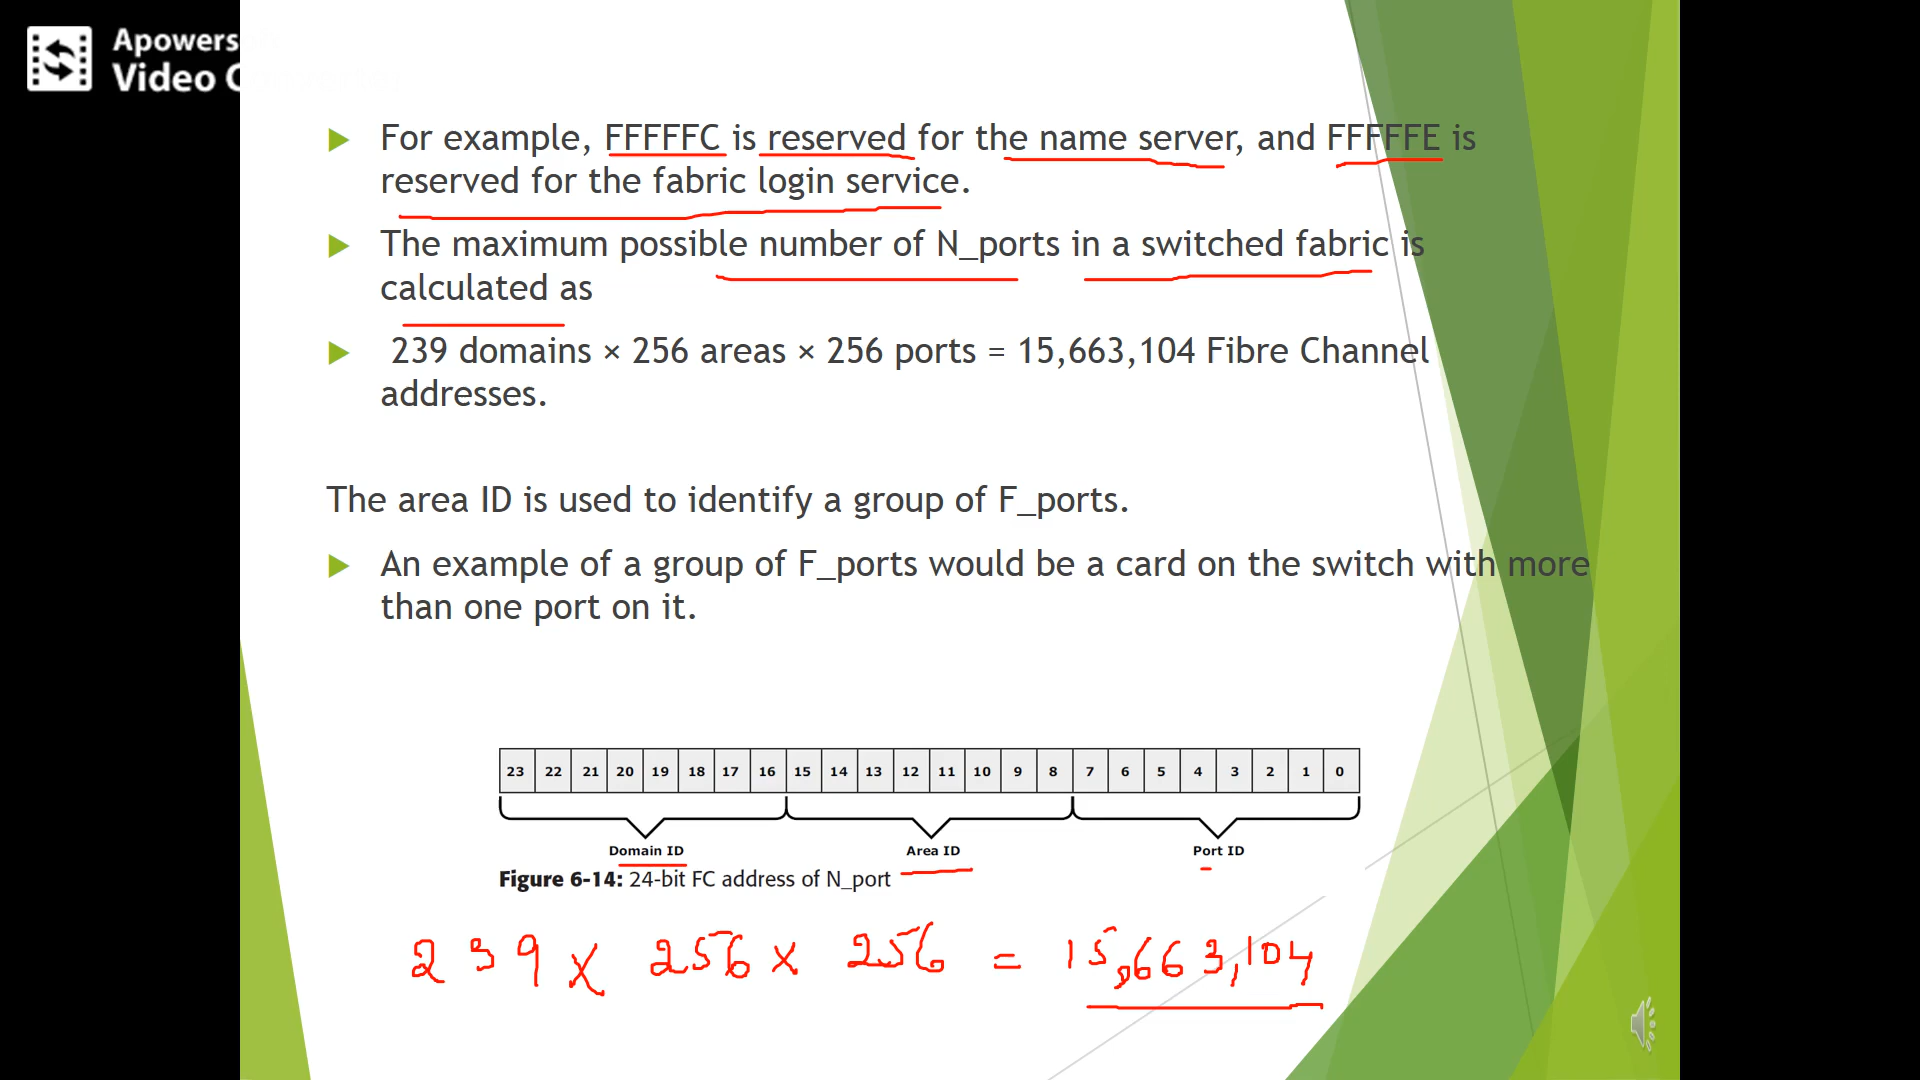 Apowers
Video C
For example, FFFFFC is reserved for the name server, and FFFFFE is
reserved for the fabric login service.
The maximum possible number of N_ports in a switched fabric is
calculated as
239 domains × 256 areas × 256 ports = 15,663,104 Fibre Channel
addresses.
The area ID is used to identify a group of F_ports.
An example of a group of F_ports would be a card on the switch with more
than one port on it.
23 22 21 20 19 18 17 16 15 14 13 12 11 10 9 8 7 6 5 4 3 2 1 0
Domain ID Area ID Port ID
Figure 6-14: 24-bit FC address of N_port
239 x 256 x 256 = 15,663,104